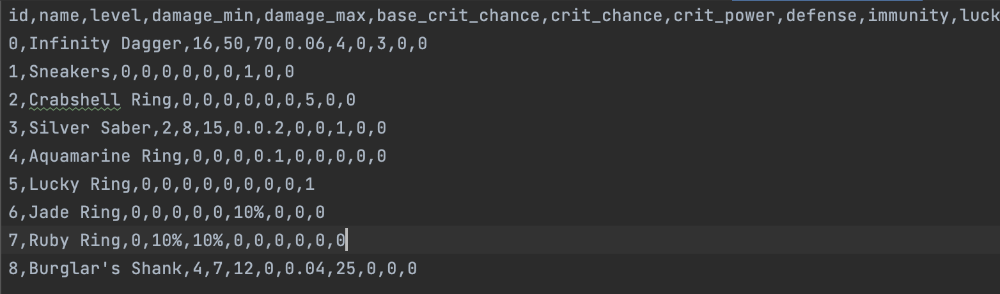 id,name,level,damage_min,damage_max,base_crit_chance,crit_chance,crit_power,defense,immunity,luck
0,Infinity Dagger,16,50,70,0.06,4,0,3,0,0
1,Sneakers,0,0,0,0,0,0,1,0,0
2,Crabshell Ring,0,0,0,0,0,0,5,0,0
3,Silver Saber,2,8,15,0.0.2,0,0,1,0,0
4,Aquamarine Ring,0,0,0,0.1,0,0,0,0,0
5,Lucky Ring,0,0,0,0,0,0,0,0,1
6,Jade Ring,0,0,0,0,0,10%,0,0,0
7,Ruby Ring,0,10%,10%,0,0,0,0,0,0
8,Burglar's Shank,4,7,12,0,0.04,25,0,0,0